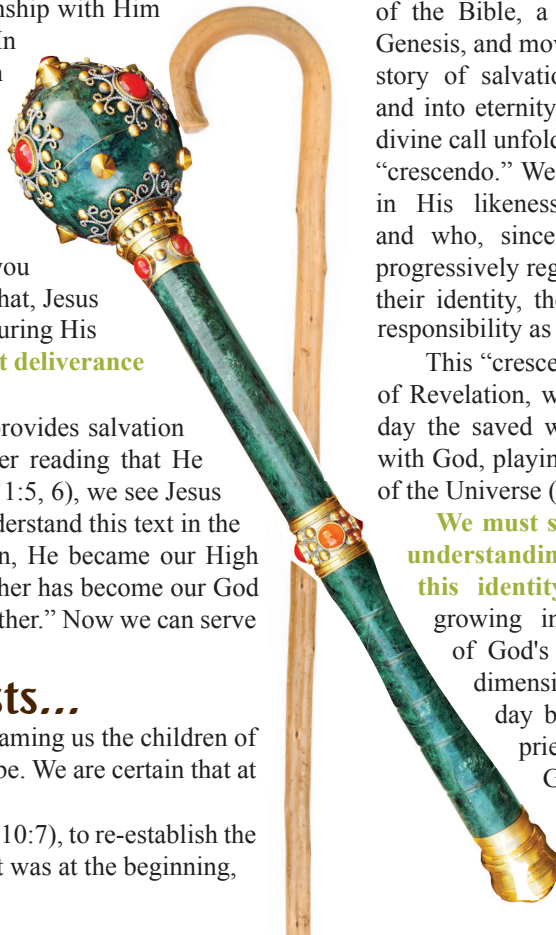 nship with Him
In
you
hat, Jesus
uring His
t deliverance
provides salvation
er reading that He
1:5, 6), we see Jesus
derstand this text in the
n, He became our High
her has become our God
ther.” Now we can serve
sts...
aming us the children of
be. We are certain that at
10:7), to re-establish the
t was at the beginning,
of the Bible, a
Genesis, and mov
story of salvatio
and into eternity
divine call unfold
“crescendo.” We
in His likeness
and who, since
progressively reg
their identity, the
responsibility as
This “cresce
of Revelation, w
day the saved w
with God, playin
of the Universe (
We must s
understandin
this identity
growing in
of God's
dimensi
day b
prie
G